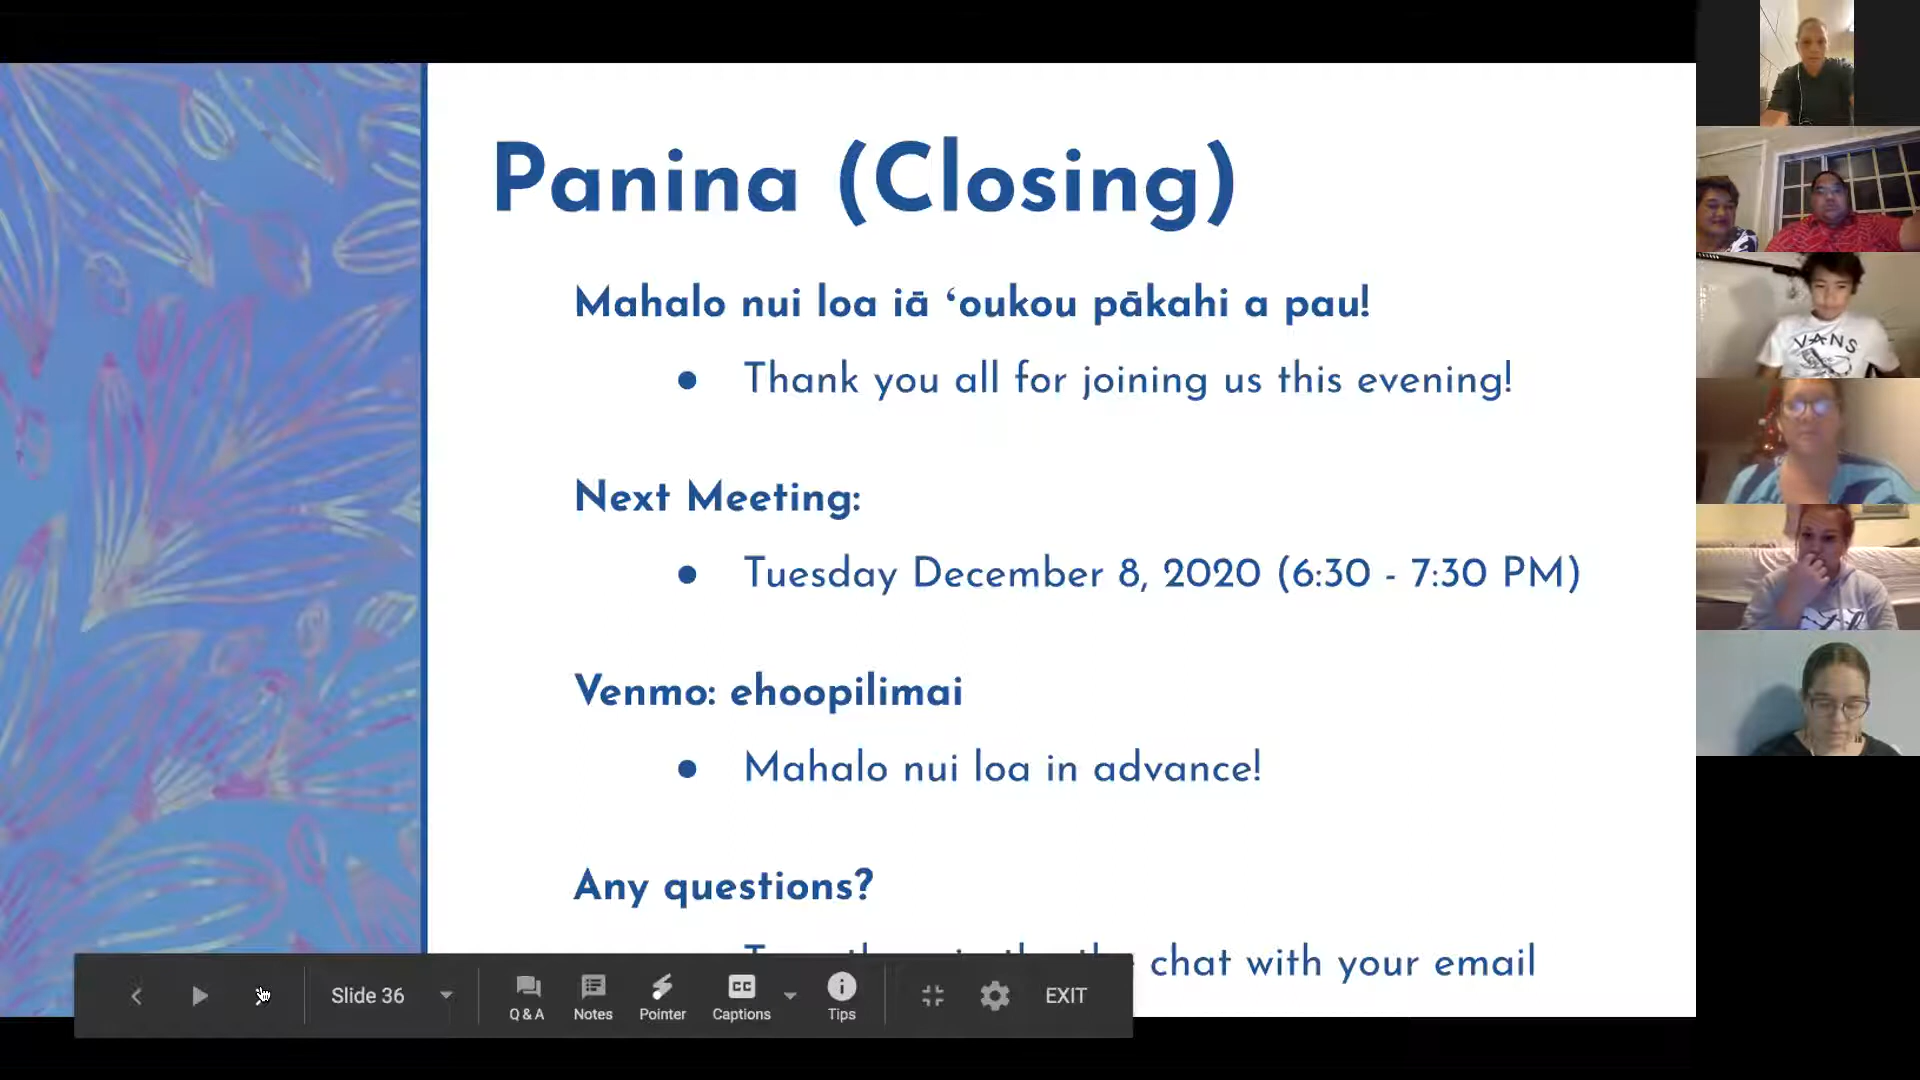 Panina (Closing)
Mahalo nui loa iā ʻoukou pākahi a pau!
● Thank you all for joining us this evening!
Next Meeting:
● Tuesday December 8, 2020 (6:30 - 7:30 PM)
Venmo: ehoopilimai
● Mahalo nui loa in advance!
Any questions?
chat with your email
Slide 36
Q & A
Notes
Pointer
CC
Captions
Tips
EXIT
VANS